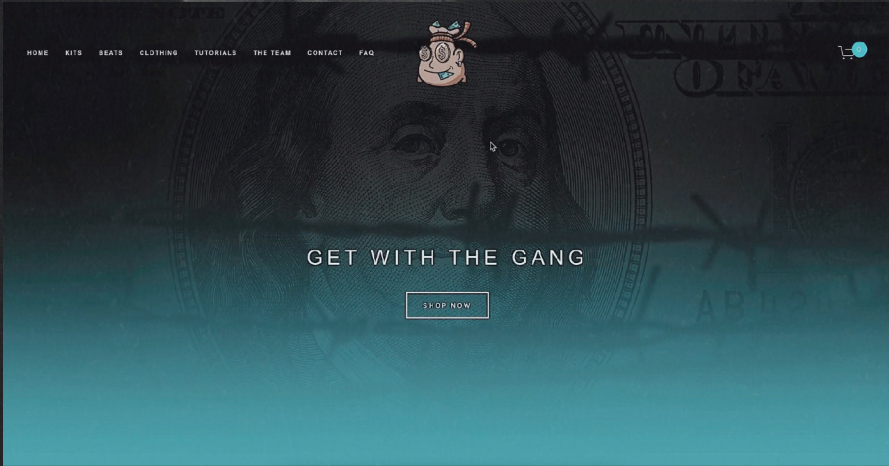 HOME KITS BEATS CLOTHING TUTORIALS THE TEAM CONTACT FAQ
0
GET WITH THE GANG
SHOP NOW